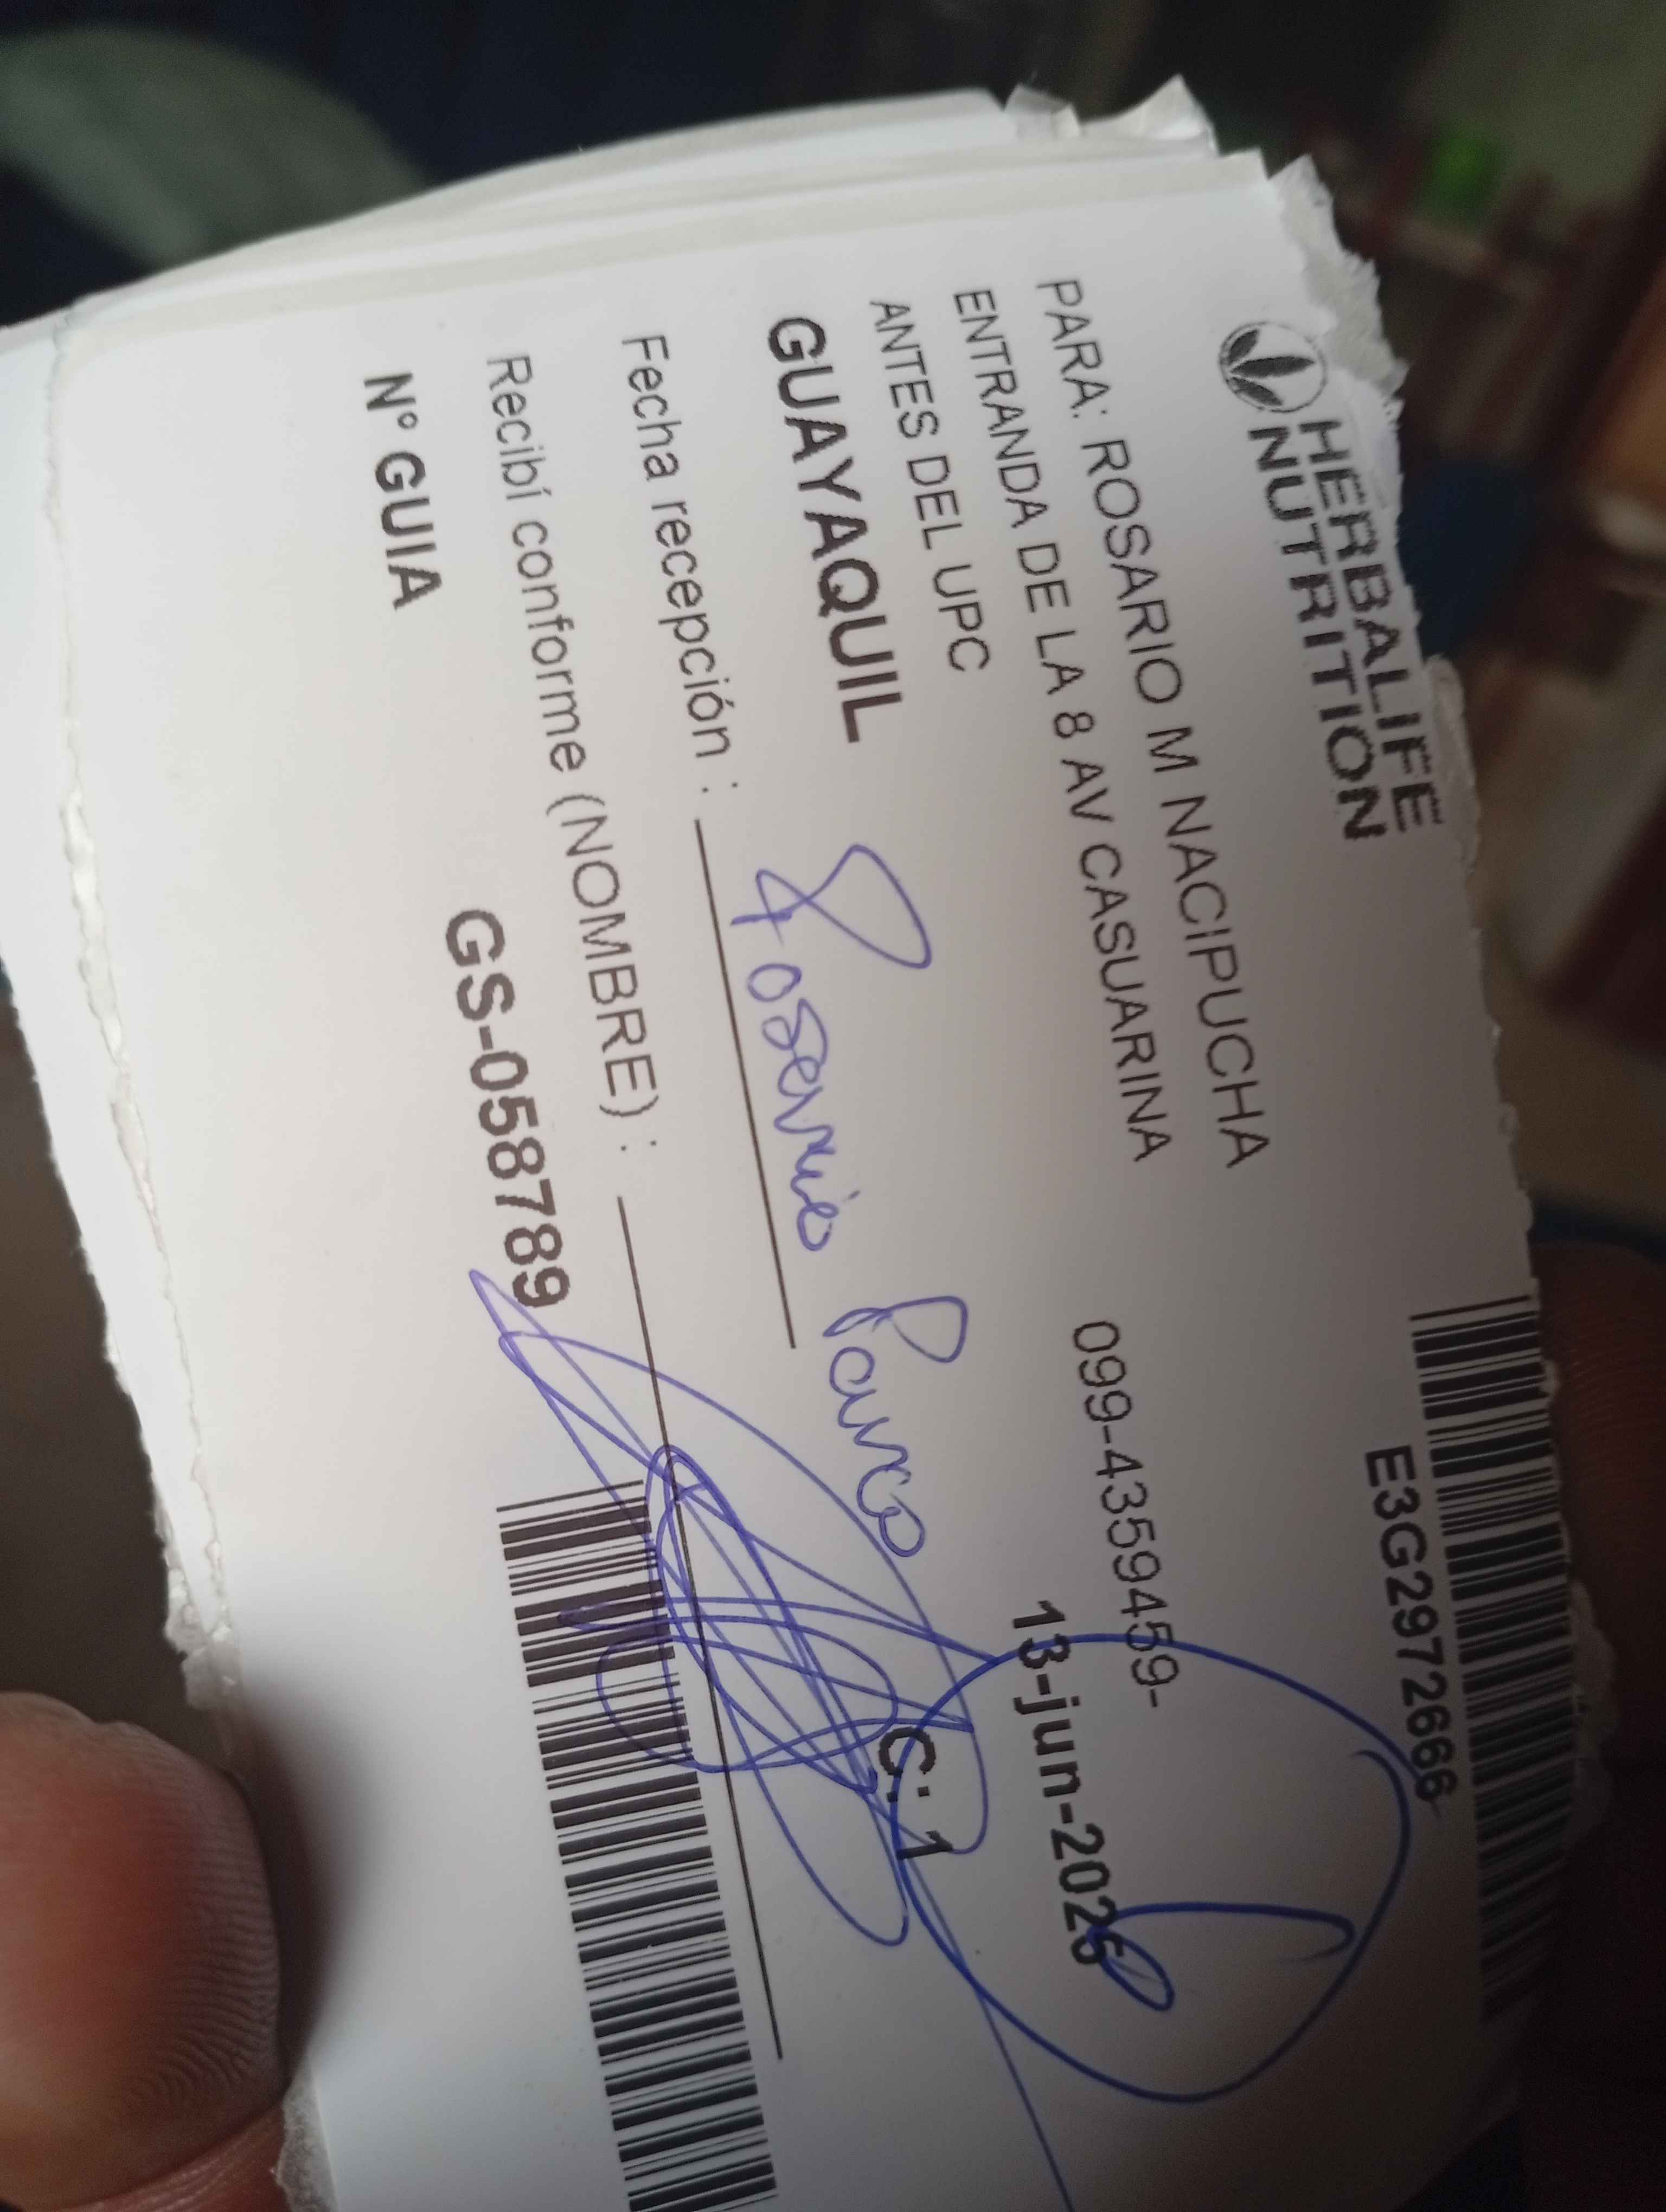 HERBALIFE
NUTRITION
E3G2972666
PARA: ROSARIO M NACIPUCHA
ENTRANDA DE LA 8 AV CASUARINA
099-4359459-
ANTES DEL UPC
13-jun-2025
GUAYAQUIL
C: 1
Rosario
Fecha recepción :
Recibí conforme (NOMBRE) :
Nº GUIA
GS-058789